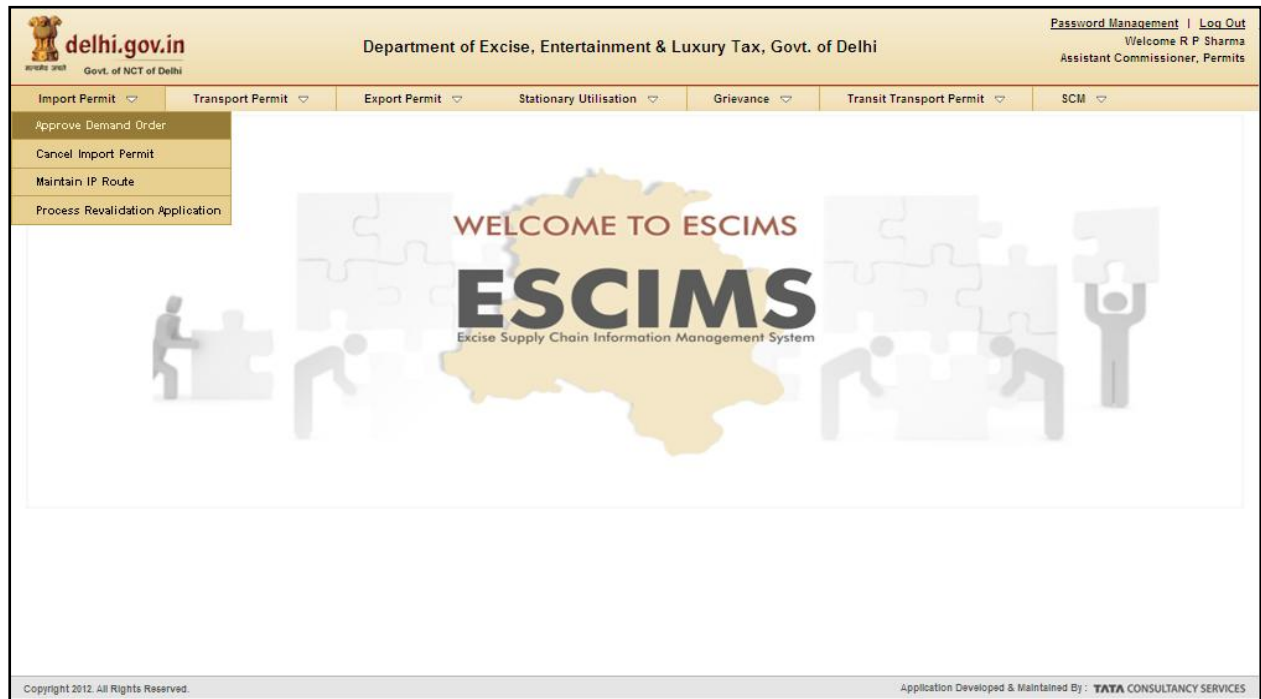 Password Management | Log Out
delhi.gov.in
Department of Excise, Entertainment & Luxury Tax, Govt. of Delhi
Welcome R P Sharma
Assistant Commissioner, Permits
सत्यमेव जयते
Govt. of NCT of Delhi
Import Permit
Transport Permit
Export Permit
Stationary Utilisation
Grievance
Transit Transport Permit
SCM
Approve Demand Order
Cancel Import Permit
Maintain IP Route
Process Revalidation Application
WELCOME TO ESCIMS
ESCIMS
Excise Supply Chain Information Management System
Copyright 2012. All Rights Reserved.
Application Developed & Maintained By : TATA CONSULTANCY SERVICES